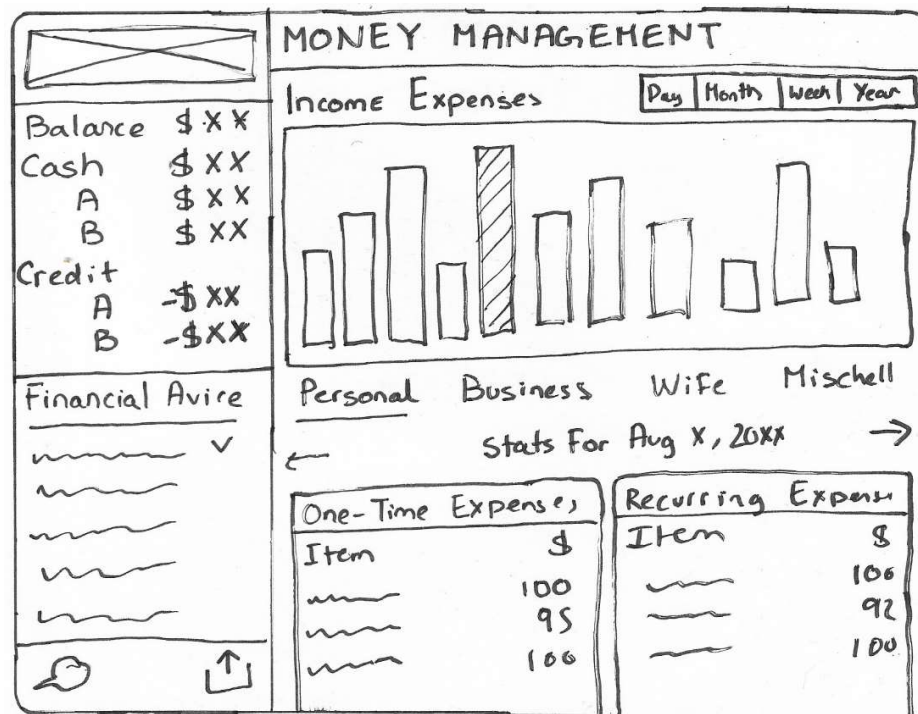 MONEY MANAGEMENT
Balance $XX
Cash $XX
A $XX
B $XX
Credit
A -$XX
B -$XX
Financial Avice
Income Expenses
Day Month Week Year
Personal Business Wife Mischell
Stats For Aug X, 20XX
One-Time Expenses
Item $
100
95
100
Recurring Expense
Item $
100
92
100